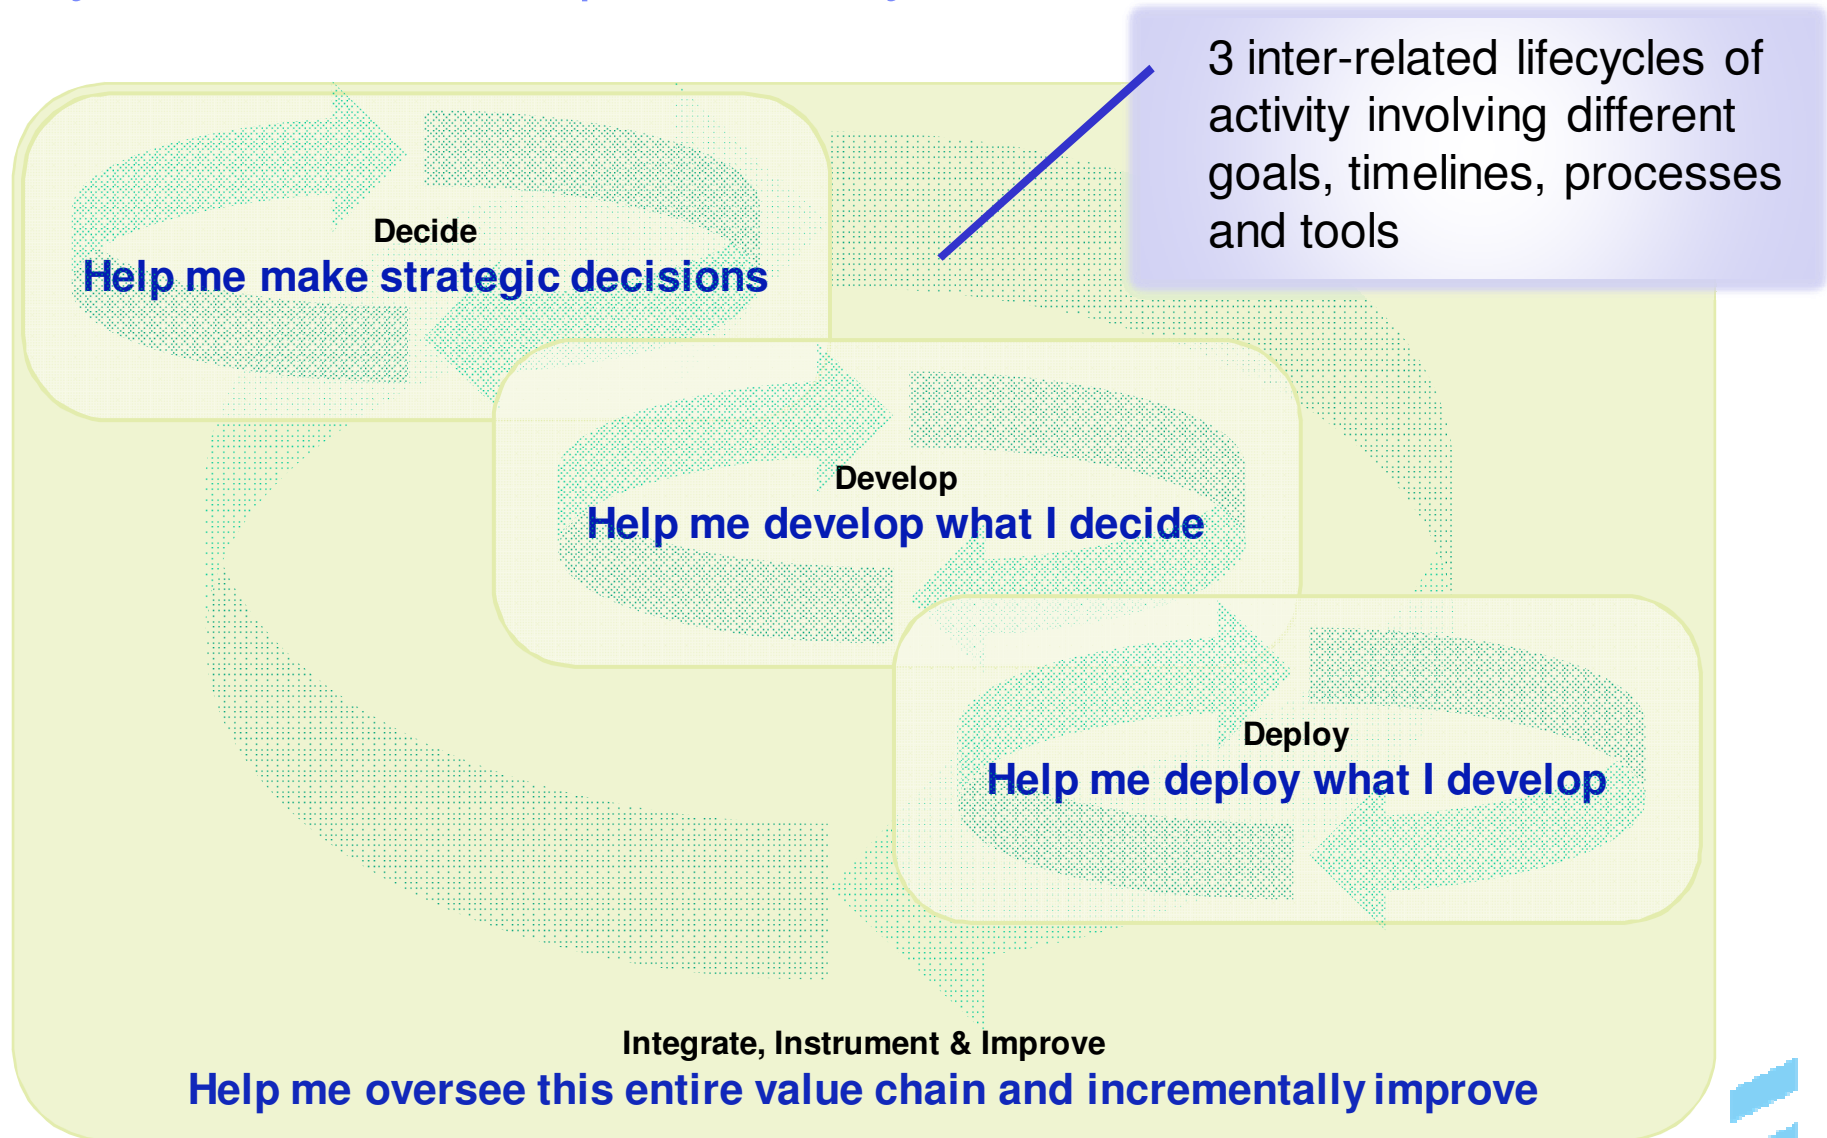 3 inter-related lifecycles of
activity involving different
goals, timelines, processes
and tools
Decide
Help me make strategic decisions
Develop
Help me develop what I decide
Deploy
Help me deploy what I develop
Integrate, Instrument & Improve
Help me oversee this entire value chain and incrementally improve